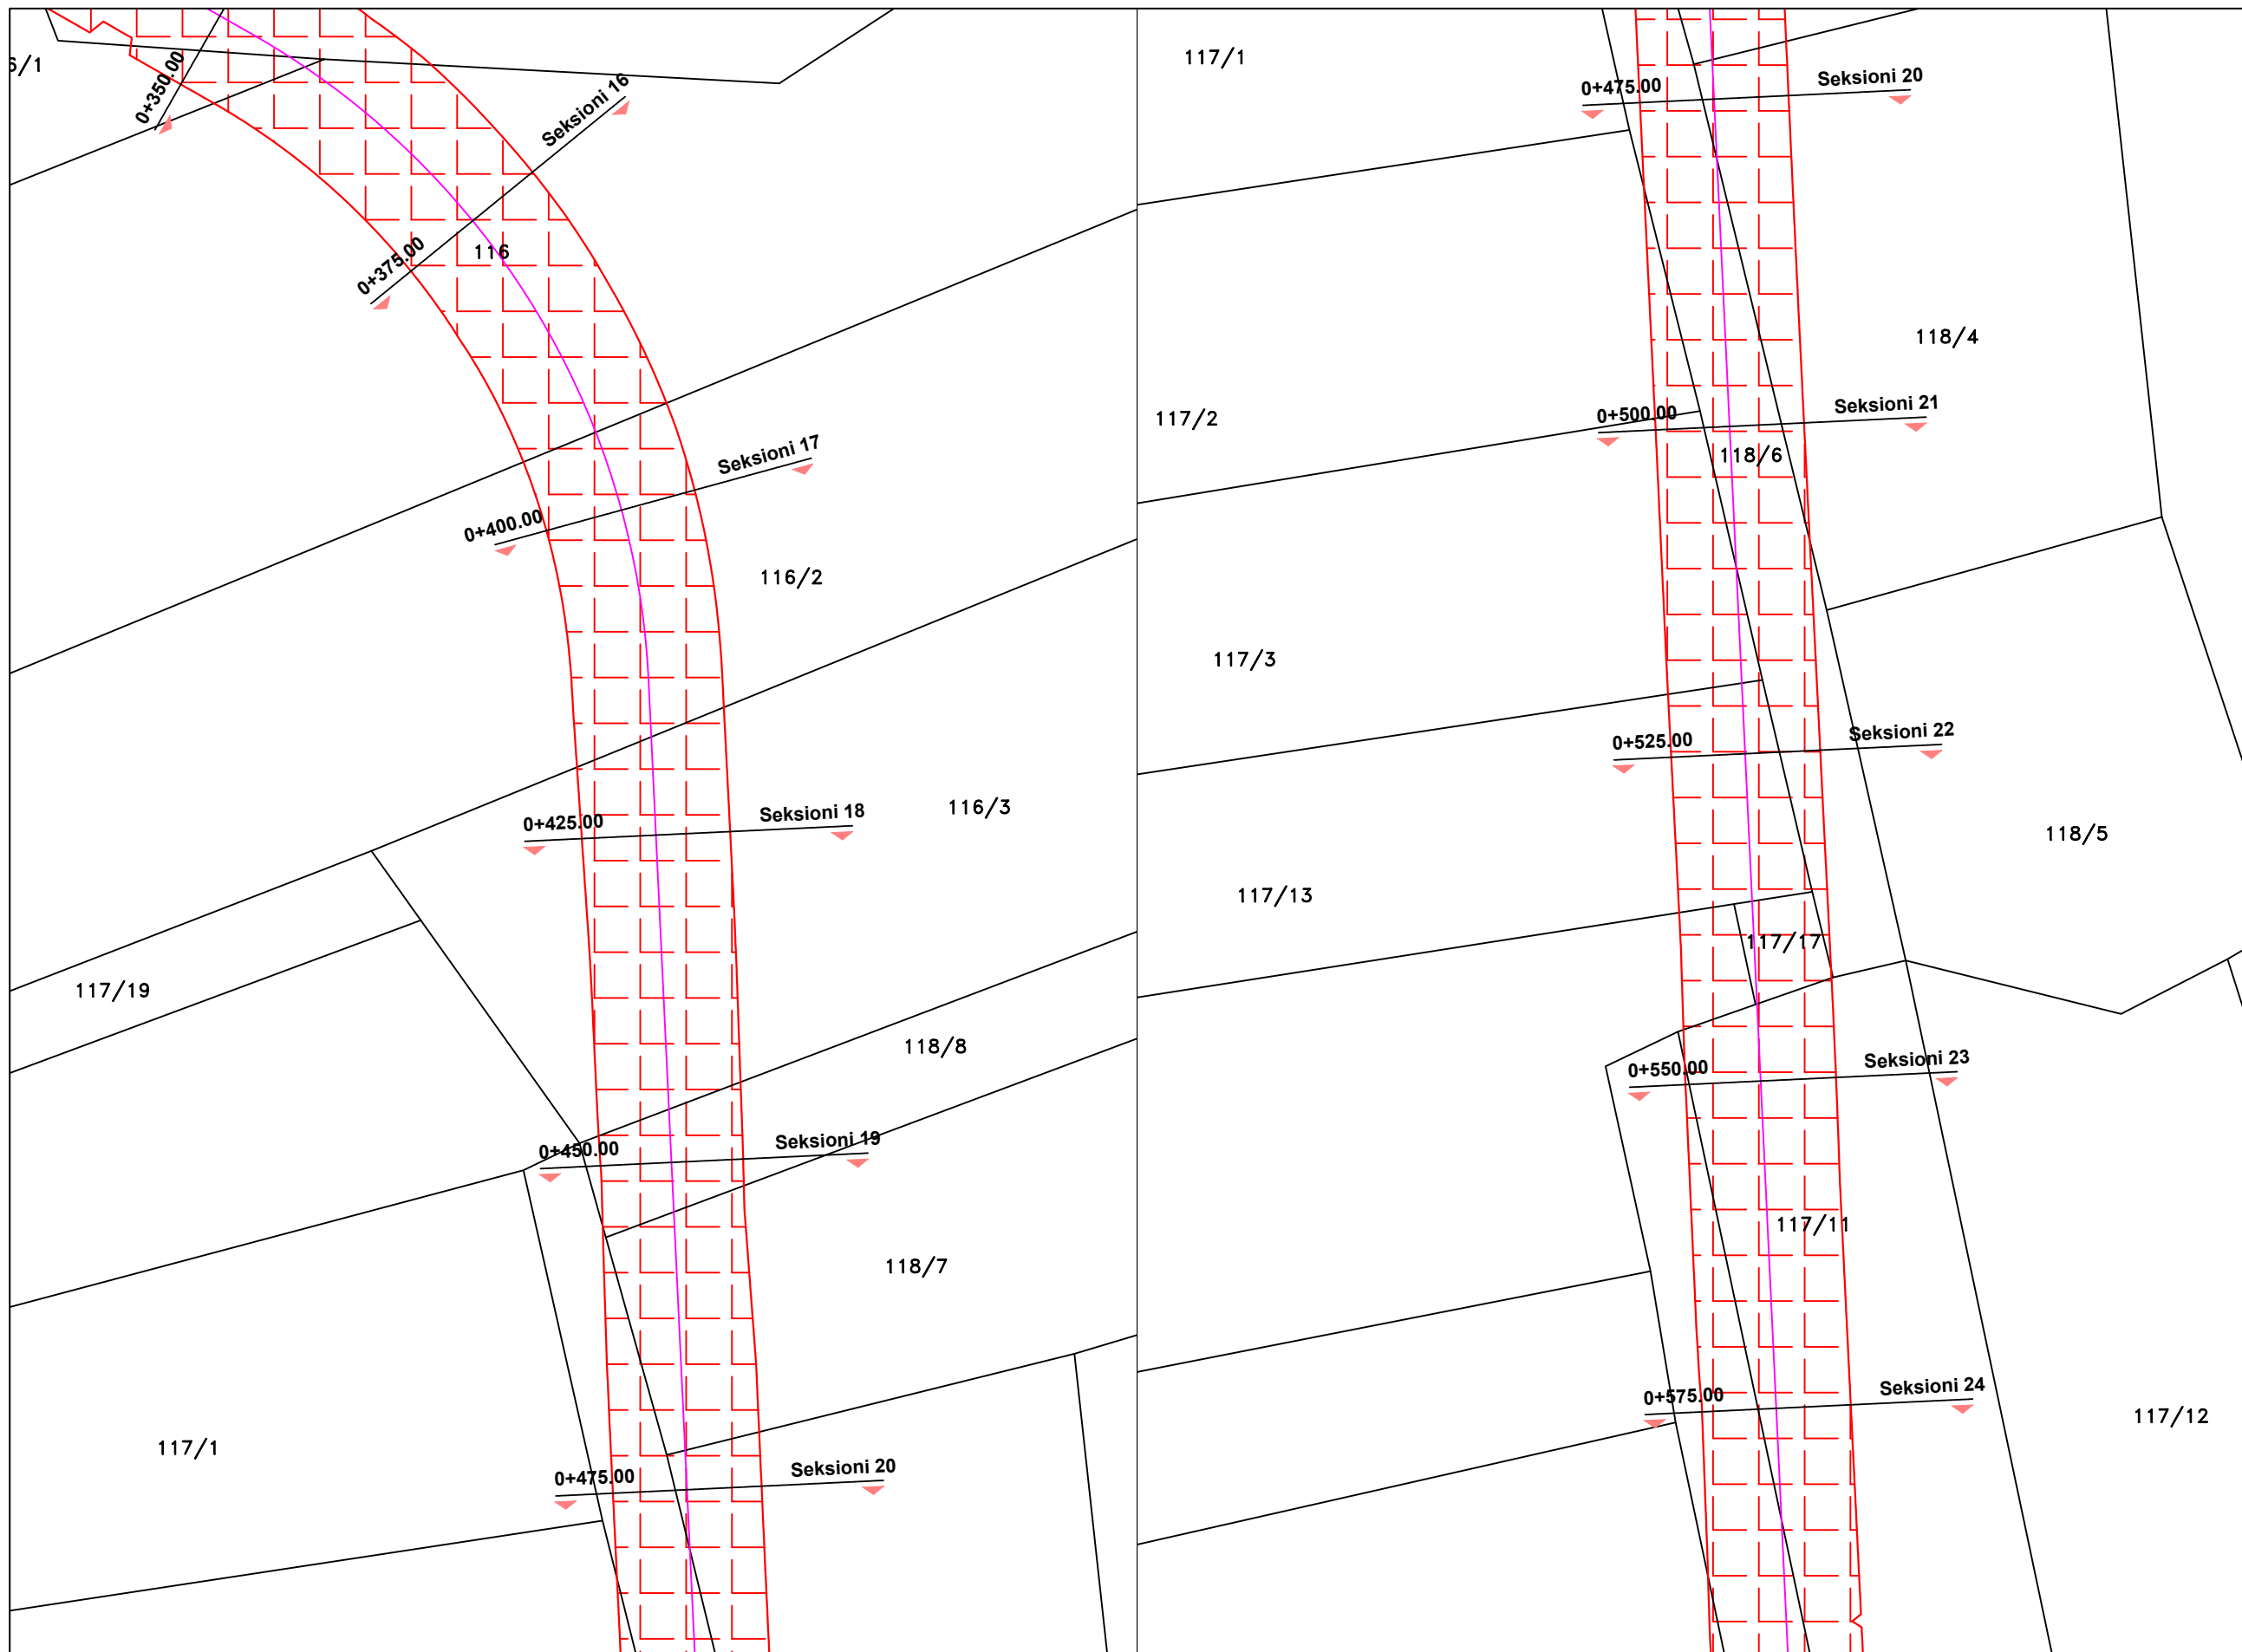 /1
0+350.00
Seksioni 16
0+375.00
116
Seksioni 17
0+400.00
116/2
0+425.00
Seksioni 18
116/3
117/19
118/8
0+450.00
Seksioni 19
118/7
117/1
0+475.00
Seksioni 20
117/1
0+475.00
Seksioni 20
118/4
117/2
0+500.00
Seksioni 21
118/6
117/3
0+525.00
Seksioni 22
118/5
117/13
117/17
0+550.00
Seksioni 23
117/11
0+575.00
Seksioni 24
117/12